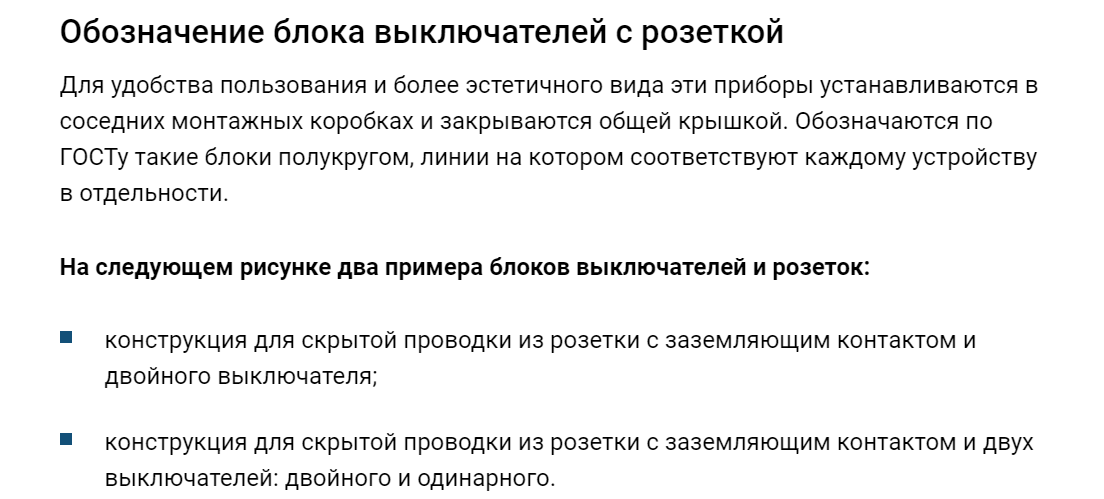 Обозначение блока выключателей с розеткой
Для удобства пользования и более эстетичного вида эти приборы устанавливаются в
соседних монтажных коробках и закрываются общей крышкой. Обозначаются по
ГОСТу такие блоки полукругом, линии на котором соответствуют каждому устройству
в отдельности.
На следующем рисунке два примера блоков выключателей и розеток:
конструкция для скрытой проводки из розетки с заземляющим контактом и
двойного выключателя;
конструкция для скрытой проводки из розетки с заземляющим контактом и двух
выключателей: двойного и одинарного.